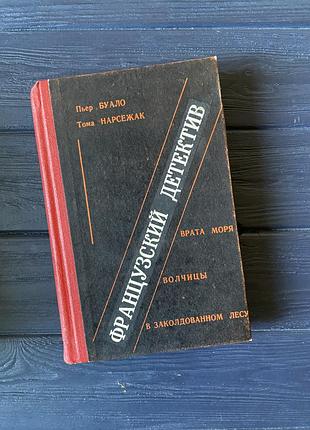 Пьер БУАЛО
Тома НАРСЕЖАК
ФРАНЦУЗСКИЙ ДЕТЕКТИВ
ВРАТА МОРЯ
ВОЛЧИЦЫ
В ЗАКОЛДОВАННОМ ЛЕСУ